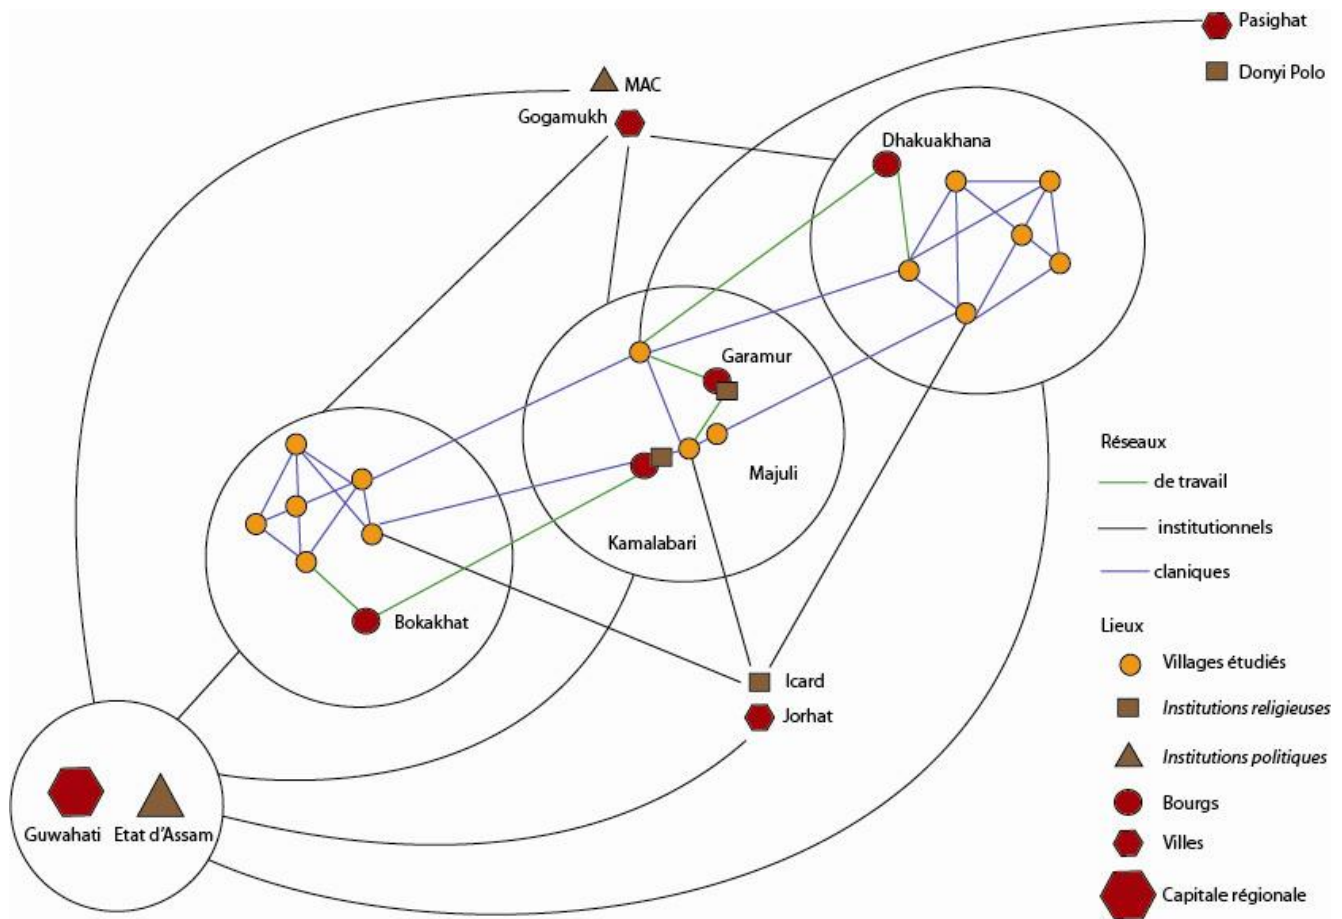 Pasighat
Donyi Polo
MAC
Gogamukh
Dhakuakhana
Garamur
Majuli
Kamalabari
Bokakhat
Icard
Jorhat
Guwahati
Etat d'Assam
Réseaux
de travail
institutionnels
claniques
Lieux
Villages étudiés
Institutions religieuses
Institutions politiques
Bourgs
Villes
Capitale régionale